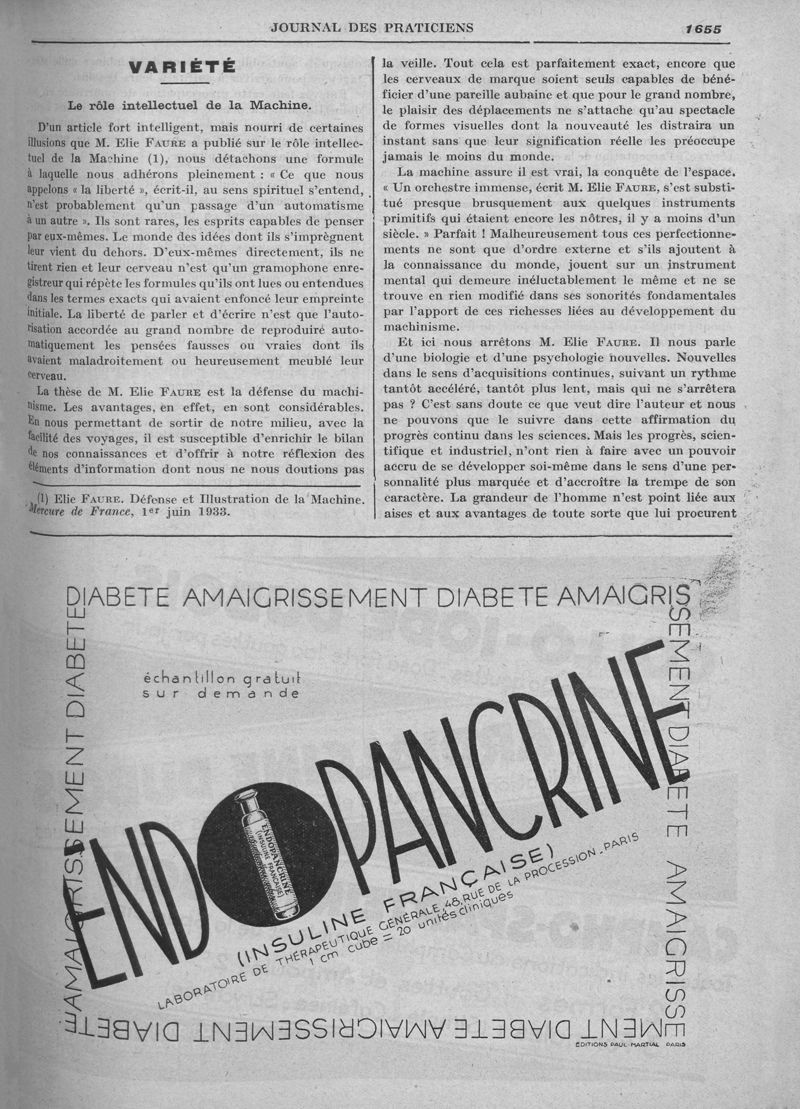 JOURNAL DES PRATICIENS
1655
VARIÉTÉ
Le rôle intellectuel de la Machine.
D'un article fort intelligent, mais nourri de certaines
illusions que M. Elie FAURE a publié sur le rôle intellec-
tuel de la Machine (1), nous détachons une formule
à laquelle nous adhérons pleinement : « Ce que nous
appelons « la liberté », écrit-il, au sens spirituel s'entend,
n'est probablement qu'un passage d'un automatisme
à un autre ». Ils sont rares, les esprits capables de penser
par eux-mêmes. Le monde des idées dont ils s'imprègnent
leur vient du dehors. D'eux-mêmes directement, ils ne
tirent rien et leur cerveau n'est qu'un gramophone enre-
gistreur qui répète les formules qu'ils ont lues ou entendues
dans les termes exacts qui avaient enfoncé leur empreinte
initiale. La liberté de parler et d'écrire n'est que l'auto-
risation accordée au grand nombre de reproduire auto-
matiquement les pensées fausses ou vraies dont ils
avaient maladroitement ou heureusement meublé leur
cerveau.
La thèse de M. Elie FAURE est la défense du machi-
nisme. Les avantages, en effet, en sont considérables.
En nous permettant de sortir de notre milieu, avec la
facilité des voyages, il est susceptible d'enrichir le bilan
de nos connaissances et d'offrir à notre réflexion des
éléments d'information dont nous ne nous doutions pas
(1) Elie FAURE. Défense et Illustration de la Machine.
Mercure de France, 1er juin 1933.
la veille. Tout cela est parfaitement exact, encore que
les cerveaux de marque soient seuls capables de béné-
ficier d'une pareille aubaine et que pour le grand nombre,
le plaisir des déplacements ne s'attache qu'au spectacle
de formes visuelles dont la nouveauté les distraira un
instant sans que leur signification réelle les préoccupe
jamais le moins du monde.
La machine assure il est vrai, la conquête de l'espace.
« Un orchestre immense, écrit M. Elie FAURE, s'est substi-
tué presque brusquement aux quelques instruments
primitifs qui étaient encore les nôtres, il y a moins d'un
siècle. » Parfait ! Malheureusement tous ces perfectionne-
ments ne sont que d'ordre externe et s'ils ajoutent à
la connaissance du monde, jouent sur un instrument
mental qui demeure inéluctablement le même et ne se
trouve en rien modifié dans ses sonorités fondamentales
par l'apport de ces richesses liées au développement du
machinisme.
Et ici nous arrêtons M. Elie FAURE. Il nous parle
d'une biologie et d'une psychologie nouvelles. Nouvelles
dans le sens d'acquisitions continues, suivant un rythme
tantôt accéléré, tantôt plus lent, mais qui ne s'arrêtera
pas ? C'est sans doute ce que veut dire l'auteur et nous
ne pouvons que le suivre dans cette affirmation du
progrès continu dans les sciences. Mais les progrès, scien-
tifique et industriel, n'ont rien à faire avec un pouvoir
accru de se développer soi-même dans le sens d'une per-
sonnalité plus marquée et d'accroître la trempe de son
caractère. La grandeur de l'homme n'est point liée aux
aises et aux avantages de toute sorte que lui procurent
DIABETE AMAIGRISSEMENT DIABETE AMAIGRIS
SEMENT DIABETE AMAIGRISSE
MENT DIABETE AMAIGRISSEMENT DIABETE
AMAIGRISSEMENT DIABETE
échantillon gratuit
sur demande
ENDOPANCRINE
ENDOPANCRINE
(INSULINE FRANÇAISE)
(INSULINE FRANÇAISE)
LABORATOIRE DE THÉRAPEUTIQUE GÉNÉRALE, 48, RUE DE LA PROCESSION - PARIS
1 cm cube = 20 unités cliniques
ÉDITIONS PAUL-MARTIAL PARIS